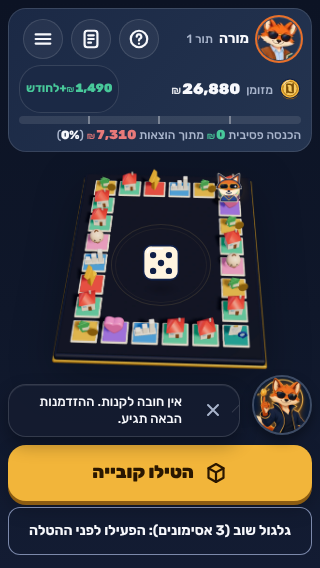 מורה תור 1
מזומן ₪26,880
₪1,490+לחודש
הכנסה פסיבית ₪0 מתוך הוצאות ₪7,310 (0%)
אין חובה לקנות. ההזדמנות
הבאה תגיע.
הטילו קובייה
גלגול שוב (3 אסימונים): הפעילו לפני ההטלה